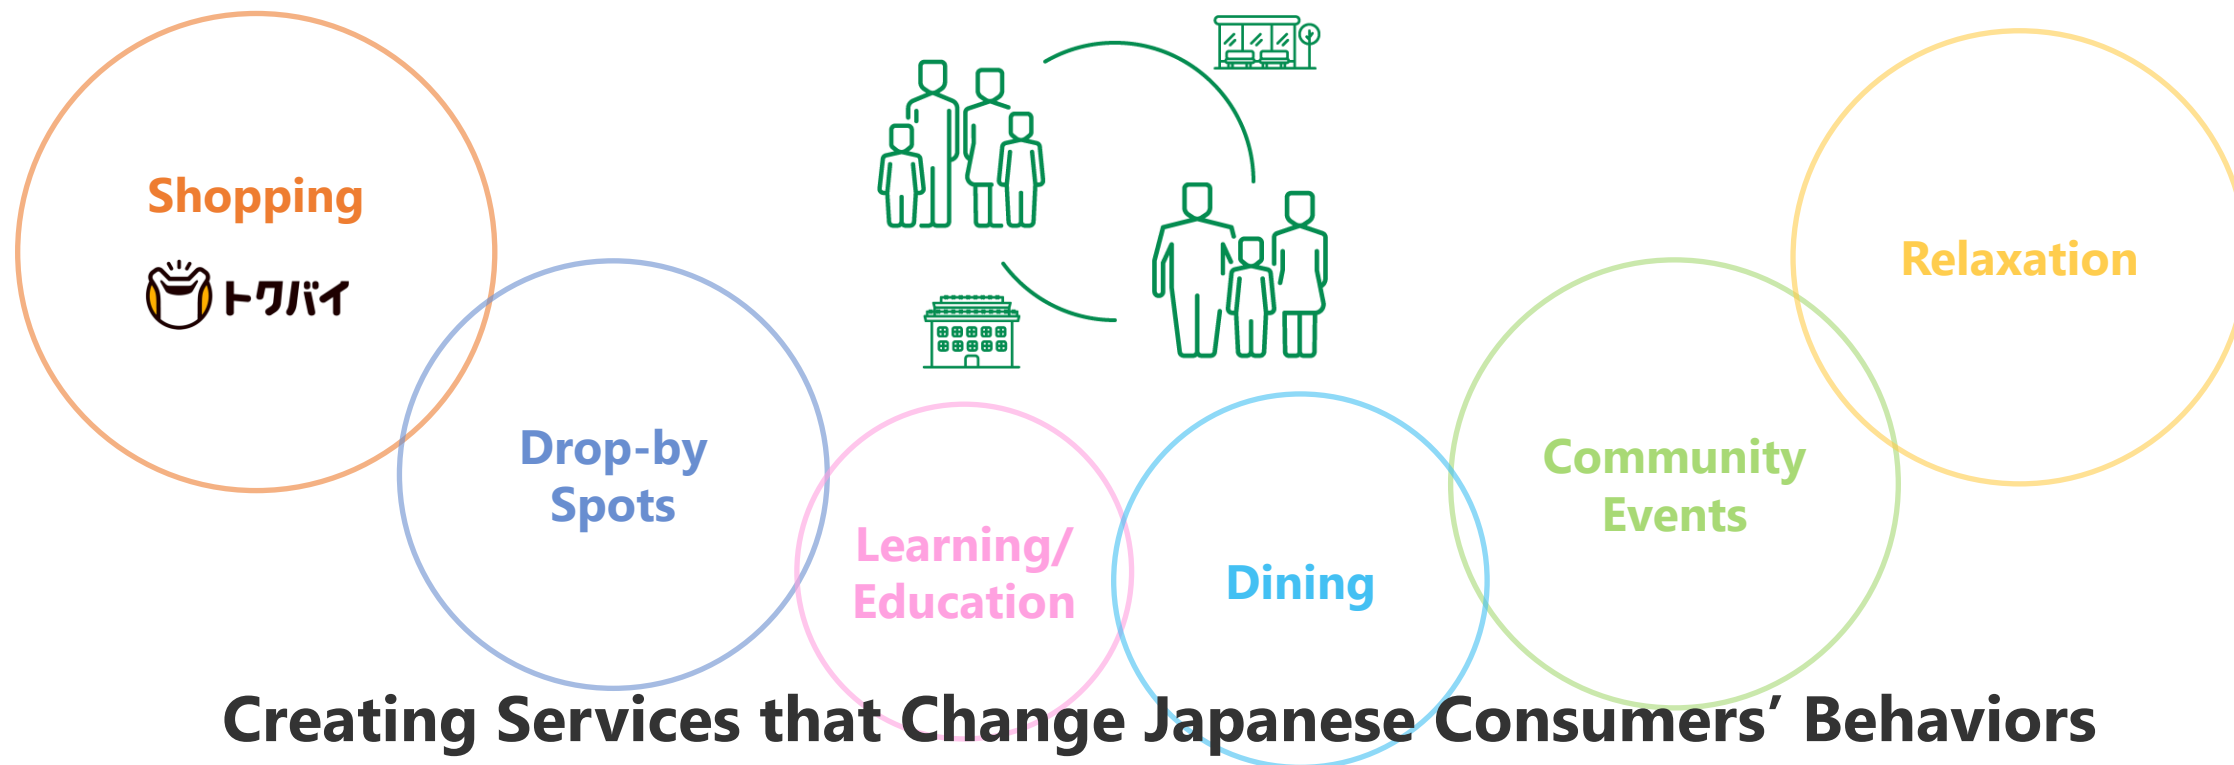 Shopping
トクバイ
Drop-by
Spots
Learning/
Education
Dining
Community
Events
Relaxation
Creating Services that Change Japanese Consumers’ Behaviors